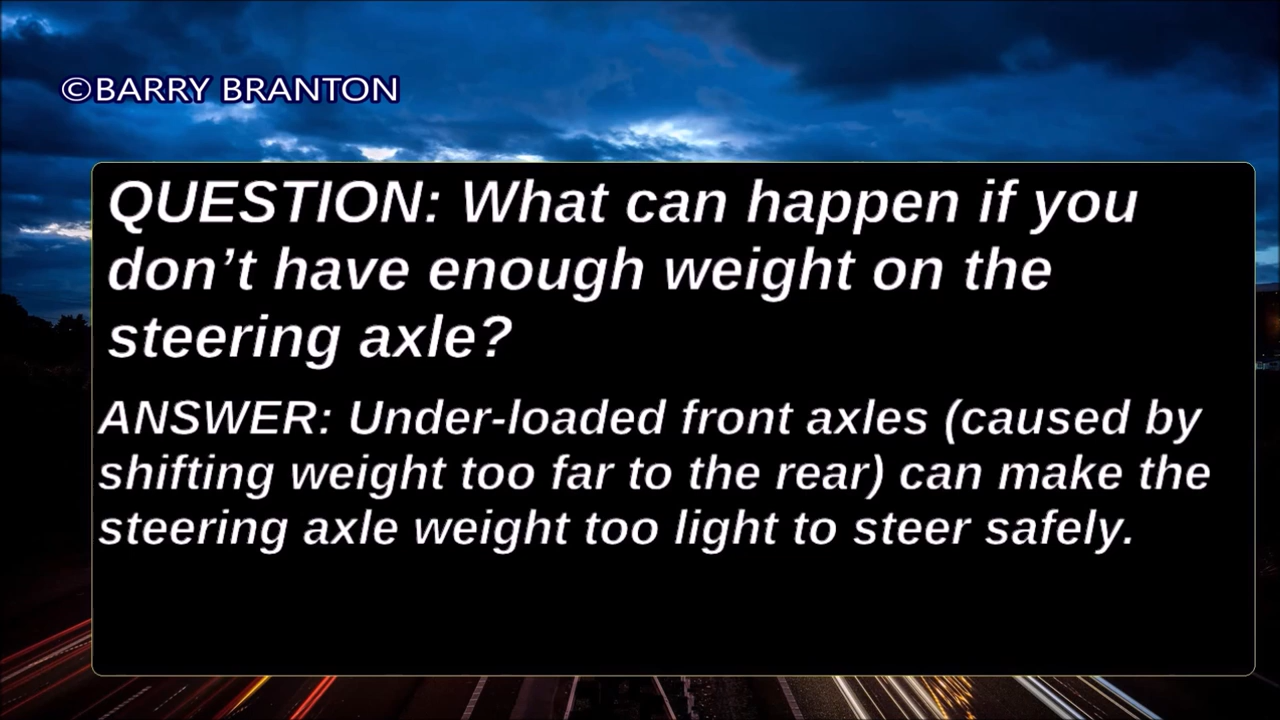 ©BARRY BRANTON
QUESTION: What can happen if you
don’t have enough weight on the
steering axle?
ANSWER: Under-loaded front axles (caused by
shifting weight too far to the rear) can make the
steering axle weight too light to steer safely.